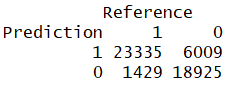 Reference
Prediction 1 0
1 23335 6009
0 1429 18925